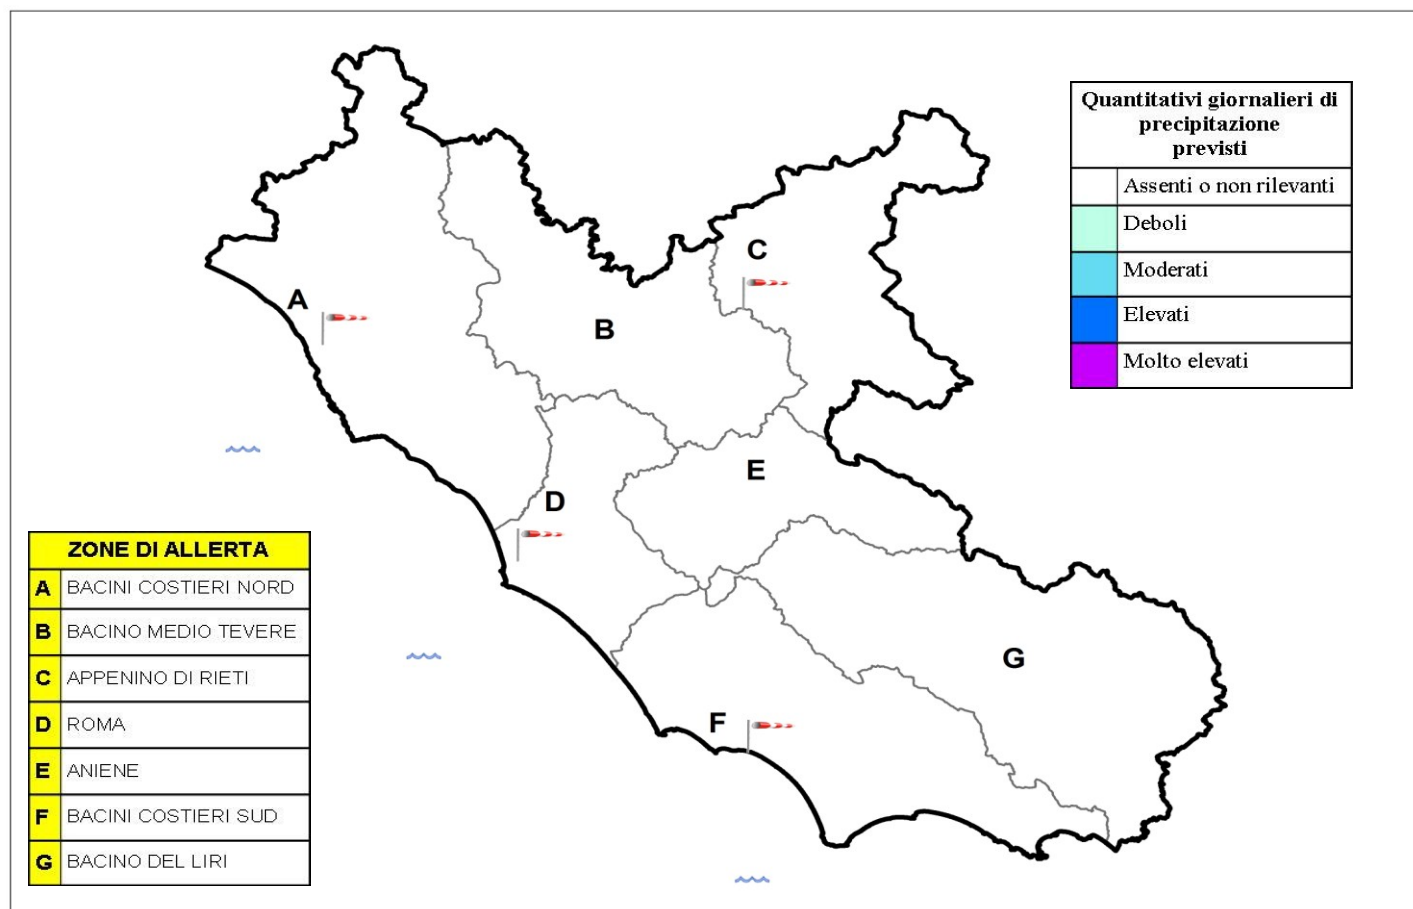 Quantitativi giornalieri di
precipitazione
previsti
Assenti o non rilevanti
Deboli
Moderati
Elevati
Molto elevati
C
A
B
E
D
G
F
ZONE DI ALLERTA
A BACINI COSTIERI NORD
B BACINO MEDIO TEVERE
C APPENINO DI RIETI
D ROMA
E ANIENE
F BACINI COSTIERI SUD
G BACINO DEL LIRI